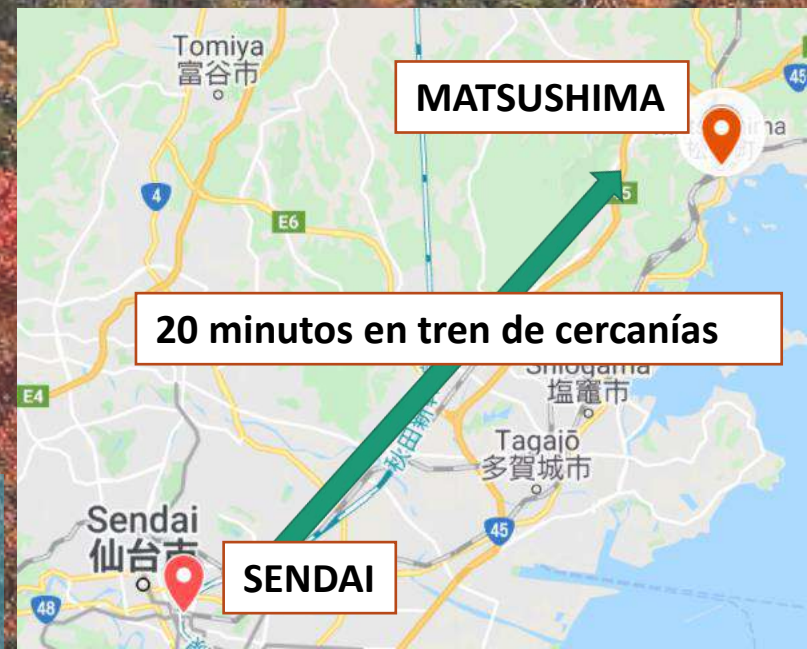 Tomiya
富谷市
MATSUSHIMA
45
4
E6
20 minutos en tren de cercanías
Shiogama
塩竈市
E4
Tagajō
多賀城市
Sendai
仙台市
45
SENDAI
48